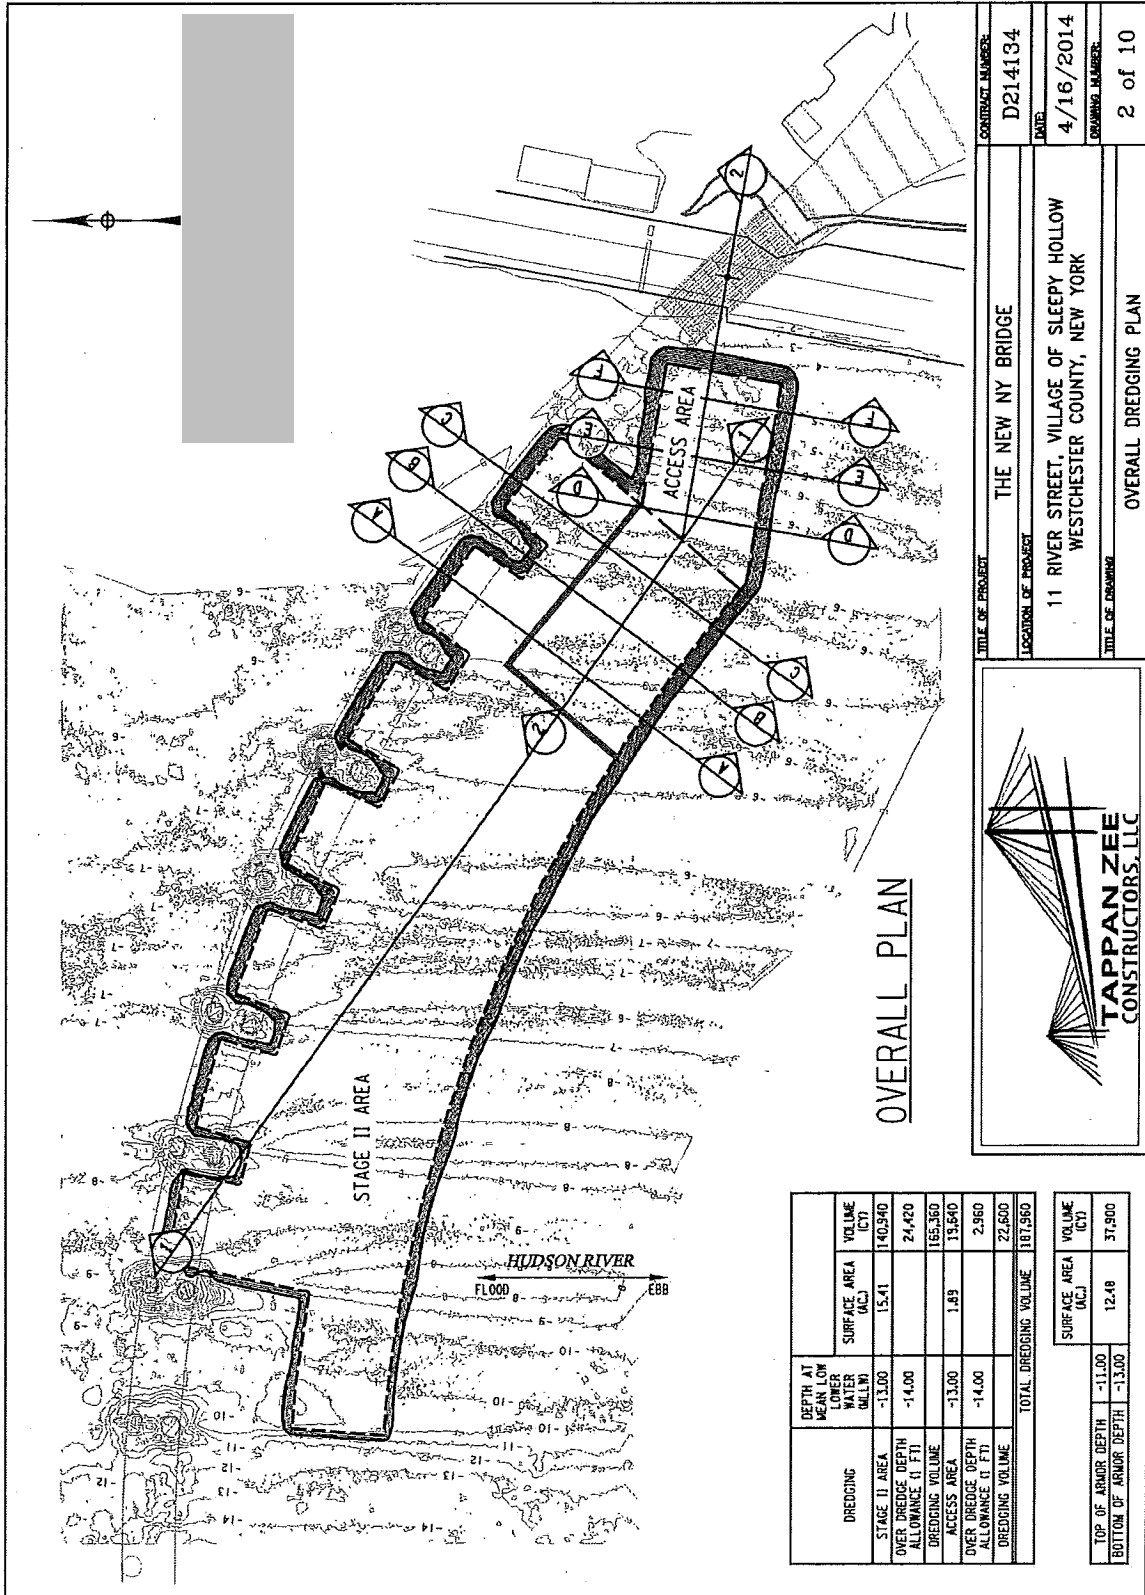 OVERALL PLAN
STAGE II AREA
ACCESS AREA
HUDSON RIVER
FLOOD
EBB
1
2
2
1
A
B
C
D
E
F
A
B
C
D
E
F
DREDGING
DEPTH AT MEAN LOW LOWER WATER (MLLW)
SURFACE AREA (AC.)
VOLUME (CY)
STAGE II AREA -13.00 15.41 140,940
OVER DREDGE DEPTH ALLOWANCE (1 FT) -14.00 24,420
DREDGING VOLUME 165,360
ACCESS AREA -13.00 1.89 19,640
OVER DREDGE DEPTH ALLOWANCE (1 FT) -14.00 2,960
DREDGING VOLUME 22,600
TOTAL DREDGING VOLUME 187,960
SURFACE AREA (AC.)
VOLUME (CY)
TOP OF ARMOR DEPTH -11.00 12.48 37,900
BOTTOM OF ARMOR DEPTH -13.00
TAPPAN ZEE
CONSTRUCTORS, LLC
TITLE OF PROJECT
THE NEW NY BRIDGE
LOCATION OF PROJECT
11 RIVER STREET, VILLAGE OF SLEEPY HOLLOW
WESTCHESTER COUNTY, NEW YORK
TITLE OF DRAWING
OVERALL DREDGING PLAN
CONTRACT NUMBER:
D214134
DATE:
4/16/2014
DRAWING NUMBER:
2 of 10